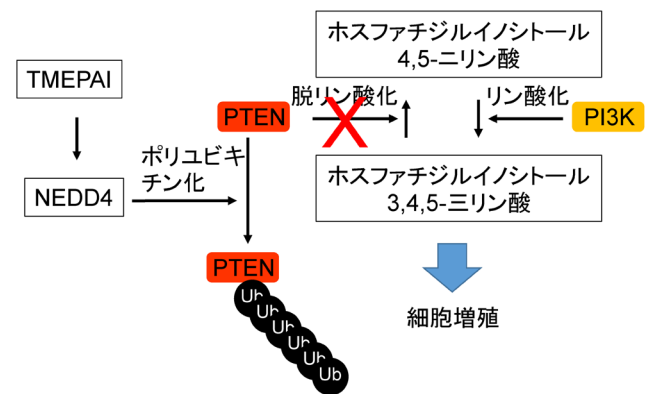 ホスファチジルイノシトール
4,5-ニリン酸
TMEPAI
脱リン酸化
リン酸化
PTEN
PI3K
ポリユビキ
チン化
ホスファチジルイノシトール
3,4,5-三リン酸
NEDD4
PTEN
Ub
Ub
Ub
Ub
Ub
Ub
細胞増殖